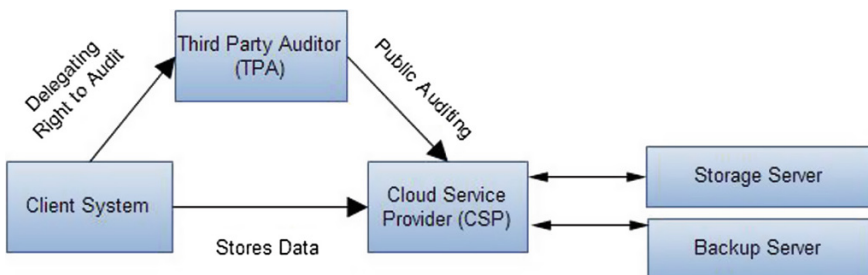 Third Party Auditor
(TPA)
Delegating
Right to Audit
Public Auditing
Client System
Stores Data
Cloud Service
Provider (CSP)
Storage Server
Backup Server